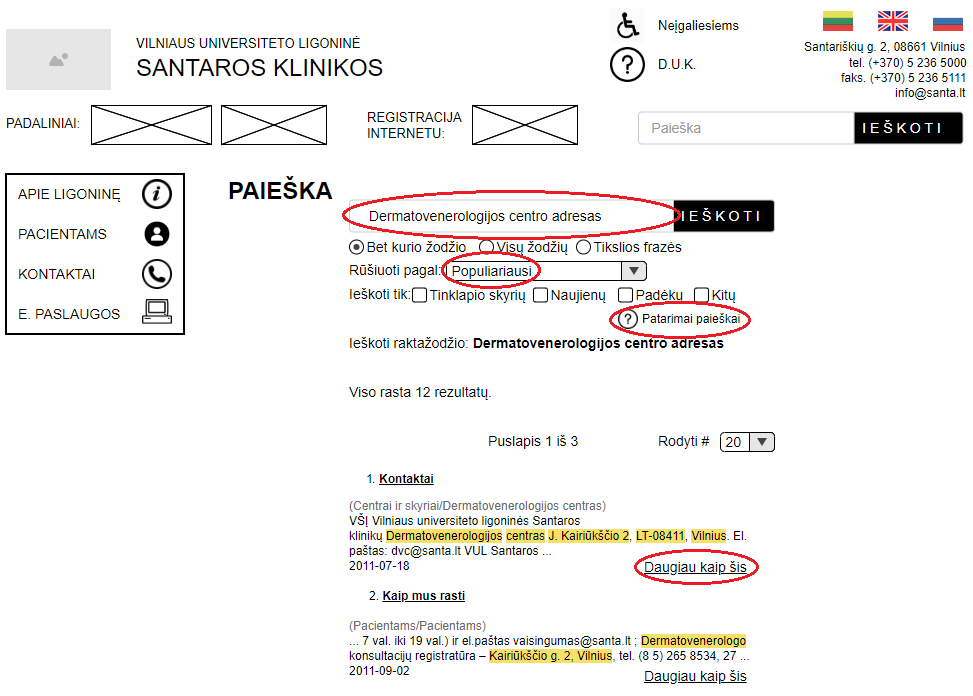 VILNIAUS UNIVERSITETO LIGONINĖ
SANTAROS KLINIKOS
Neįgaliesiems
D.U.K.
Santariškių g. 2, 08661 Vilnius
tel. (+370) 5 236 5000
faks. (+370) 5 236 5111
info@santa.lt
PADALINIAI:
REGISTRACIJA
INTERNETU:
Paieška
IEŠKOTI
APIE LIGONINĘ
PACIENTAMS
KONTAKTAI
E. PASLAUGOS
PAIEŠKA
Dermatovenerologijos centro adresas
IEŠKOTI
Bet kurio žodžio Visų žodžių Tikslios frazės
Rūšiuoti pagal: Populiariausi
Ieškoti tik: Tinklapio skyrių Naujienų Padėkų Kitų
? Patarimai paieškai
Ieškoti raktažodžio: Dermatovenerologijos centro adresas
Viso rasta 12 rezultatų.
Puslapis 1 iš 3 Rodyti # 20
1. Kontaktai
(Centrai ir skyriai/Dermatovenerologijos centras)
VŠĮ Vilniaus universiteto ligoninės Santaros
klinikų Dermatovenerologijos centras J. Kairiūkščio 2, LT-08411, Vilnius. El.
paštas: dvc@santa.lt VUL Santaros ...
2011-07-18
Daugiau kaip šis
2. Kaip mus rasti
(Pacientams/Pacientams)
... 7 val. iki 19 val.) ir el.paštas vaisingumas@santa.lt ; Dermatovenerologo
konsultacijų registratūra – Kairiūkščio g. 2, Vilnius, tel. (8 5) 265 8534, 27 ...
2011-09-02
Daugiau kaip šis